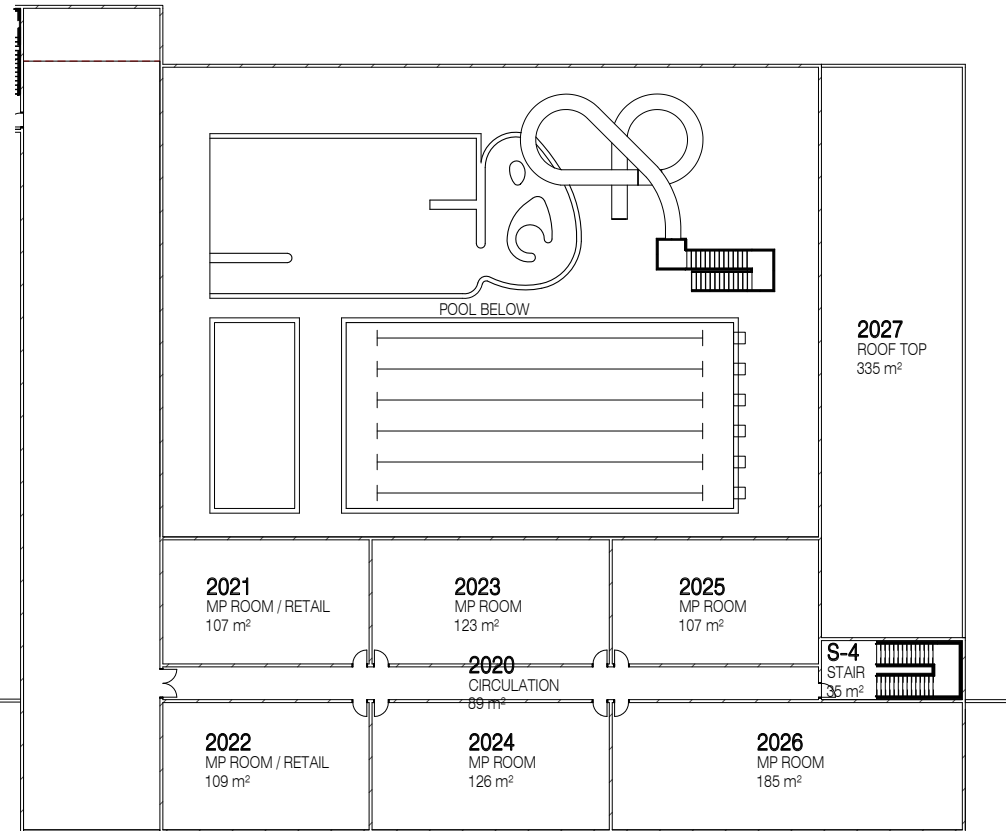 POOL BELOW
2027
ROOF TOP
335 m²
2021
MP ROOM / RETAIL
107 m²
2023
MP ROOM
123 m²
2025
MP ROOM
107 m²
2020
CIRCULATION
89 m²
S-4
STAIR
35 m²
2022
MP ROOM / RETAIL
109 m²
2024
MP ROOM
126 m²
2026
MP ROOM
185 m²